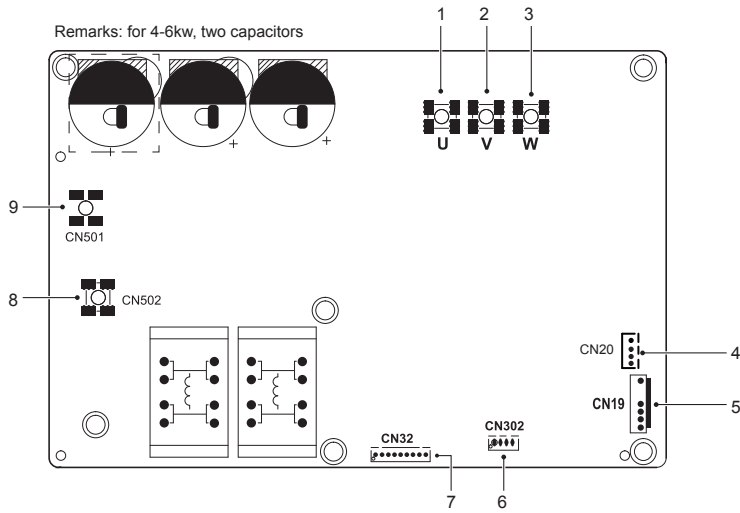 Remarks: for 4-6kw, two capacitors
1 2 3
+ + +
U V W
9
CN501
8 CN502
CN20 4
CN19 5
CN32 CN302
7 6